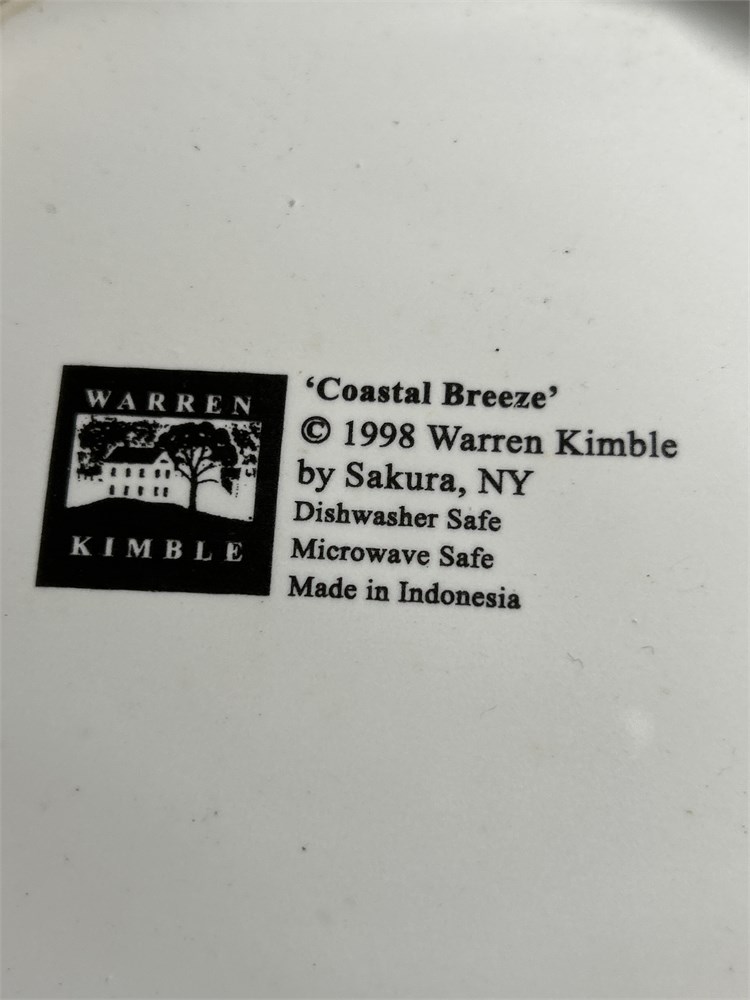 WARREN
KIMBLE
‘Coastal Breeze’
© 1998 Warren Kimble
by Sakura, NY
Dishwasher Safe
Microwave Safe
Made in Indonesia